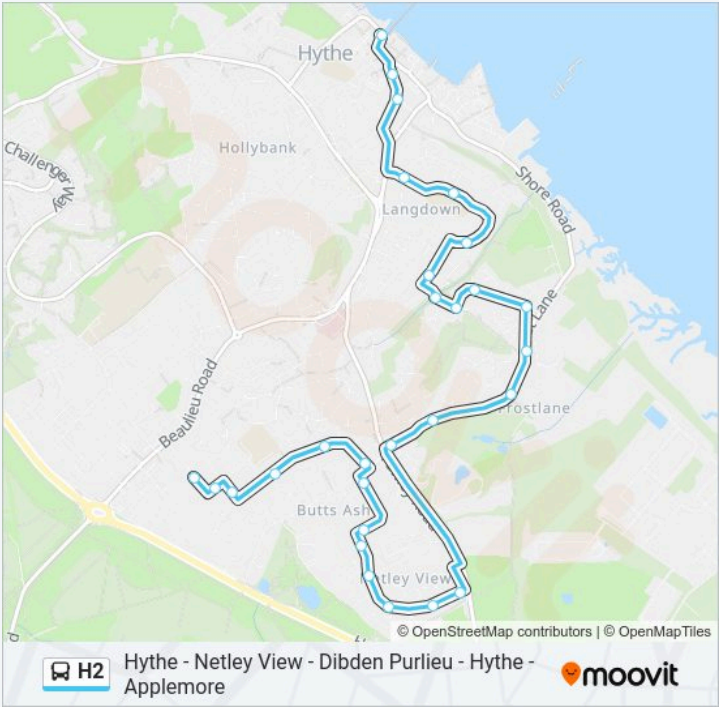 Hythe
Hollybank
Challenger Way
Langdown
Shore Road
Lane
Beaulieu Road
Frostlane
Butts Ash
Netley View
© OpenStreetMap contributors | © OpenMapTiles
H2
Hythe - Netley View - Dibden Purlieu - Hythe -
Applemore
moovit